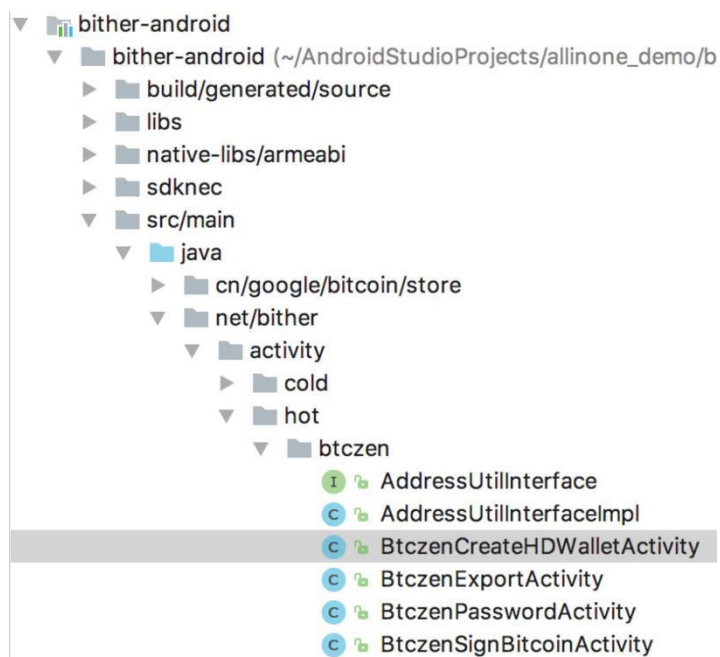 bither-android
bither-android (~/AndroidStudioProjects/allinone_demo/b
build/generated/source
libs
native-libs/armeabi
sdknec
src/main
java
cn/google/bitcoin/store
net/bither
activity
cold
hot
btczen
I AddressUtilInterface
C AddressUtilInterfaceImpl
C BtczenCreateHDWalletActivity
C BtczenExportActivity
C BtczenPasswordActivity
C BtczenSignBitcoinActivity